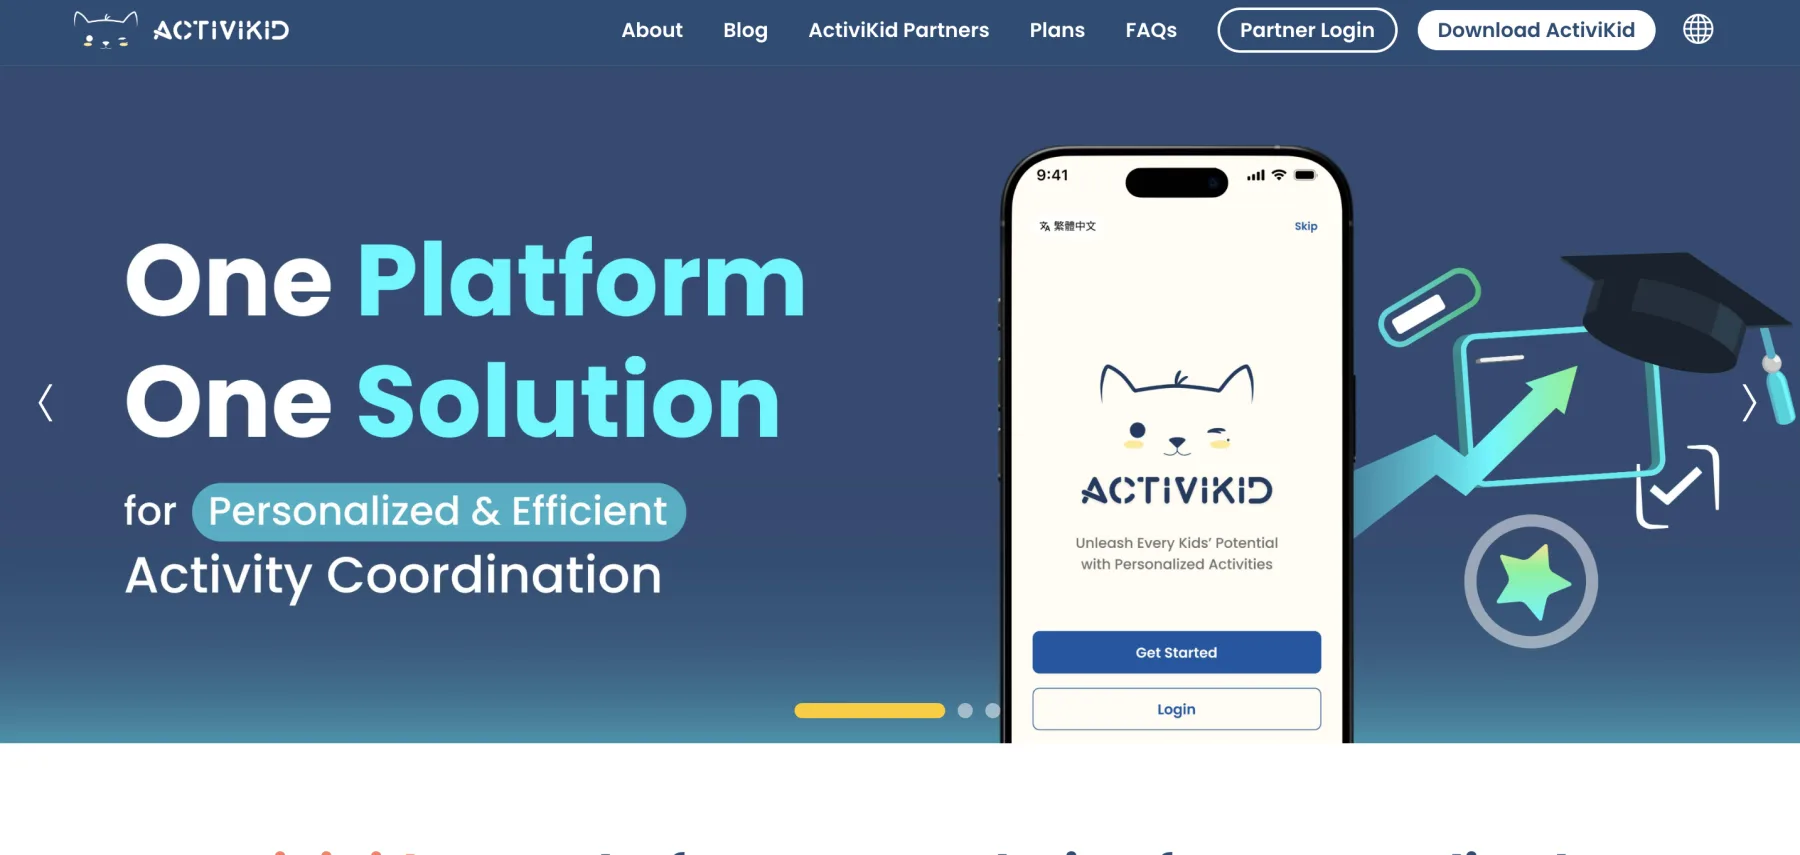 ACTIVIKID
About
Blog
ActiviKid Partners
Plans
FAQs
Partner Login
Download ActiviKid
One Platform
One Solution
for Personalized & Efficient
Activity Coordination
9:41
繁體中文
Skip
ACTIVIKID
Unleash Every Kids’ Potential
with Personalized Activities
Get Started
Login